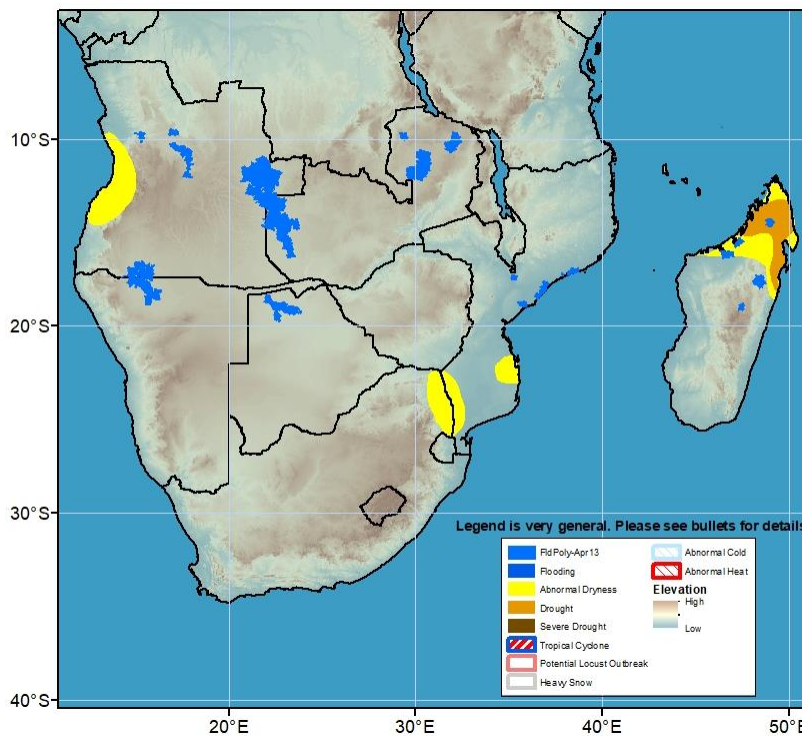 10°S
20°S
30°S
40°S
20°E
30°E
40°E
50°E
Legend is very general. Please see bullets for details
FldPoly-Apr13
Flooding
Abnormal Dryness
Drought
Severe Drought
Tropical Cyclone
Potential Locust Outbreak
Heavy Snow
Abnormal Cold
Abnormal Heat
Elevation
High
Low